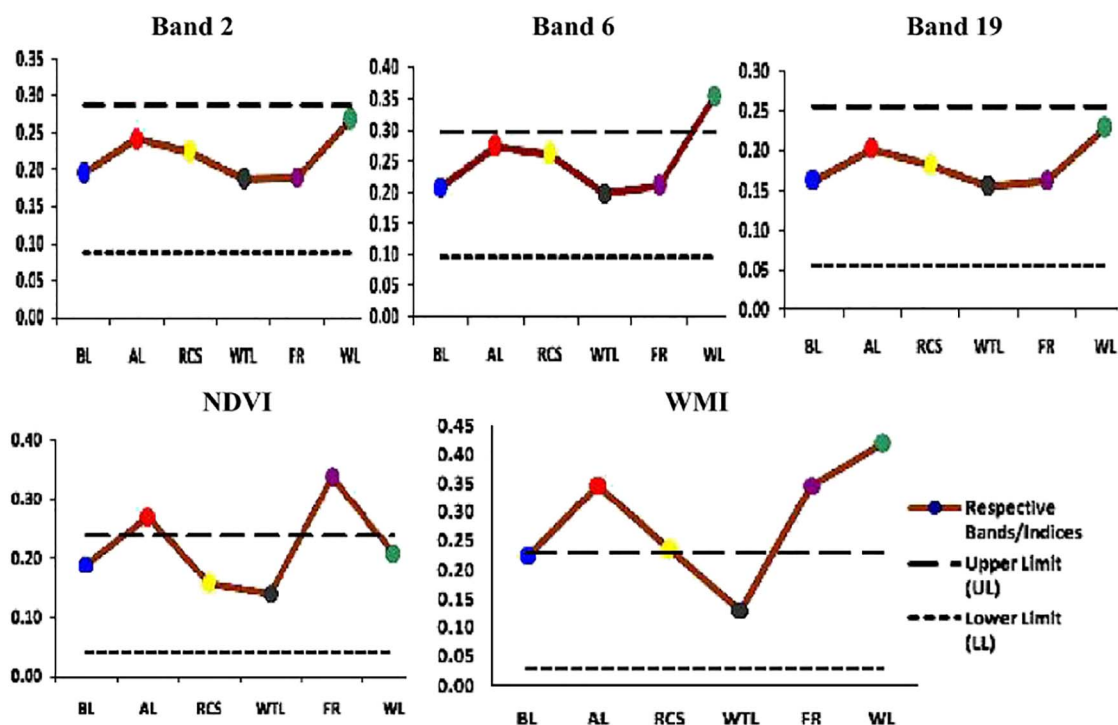 Band 2
Band 6
Band 19
0.35
0.30
0.25
0.20
0.15
0.10
0.05
0.00
BL AL RCS WTL FR WL
0.40
0.35
0.30
0.25
0.20
0.15
0.10
0.05
0.00
BL AL RCS WTL FR WL
0.30
0.25
0.20
0.15
0.10
0.05
0.00
BL AL RCS WTL FR WL
NDVI
WMI
0.40
0.30
0.20
0.10
0.00
BL AL RCS WTL FR WL
0.45
0.40
0.35
0.30
0.25
0.20
0.15
0.10
0.05
0.00
BL AL RCS WTL FR WL
Respective
Bands/Indices
Upper Limit
(UL)
Lower Limit
(LL)